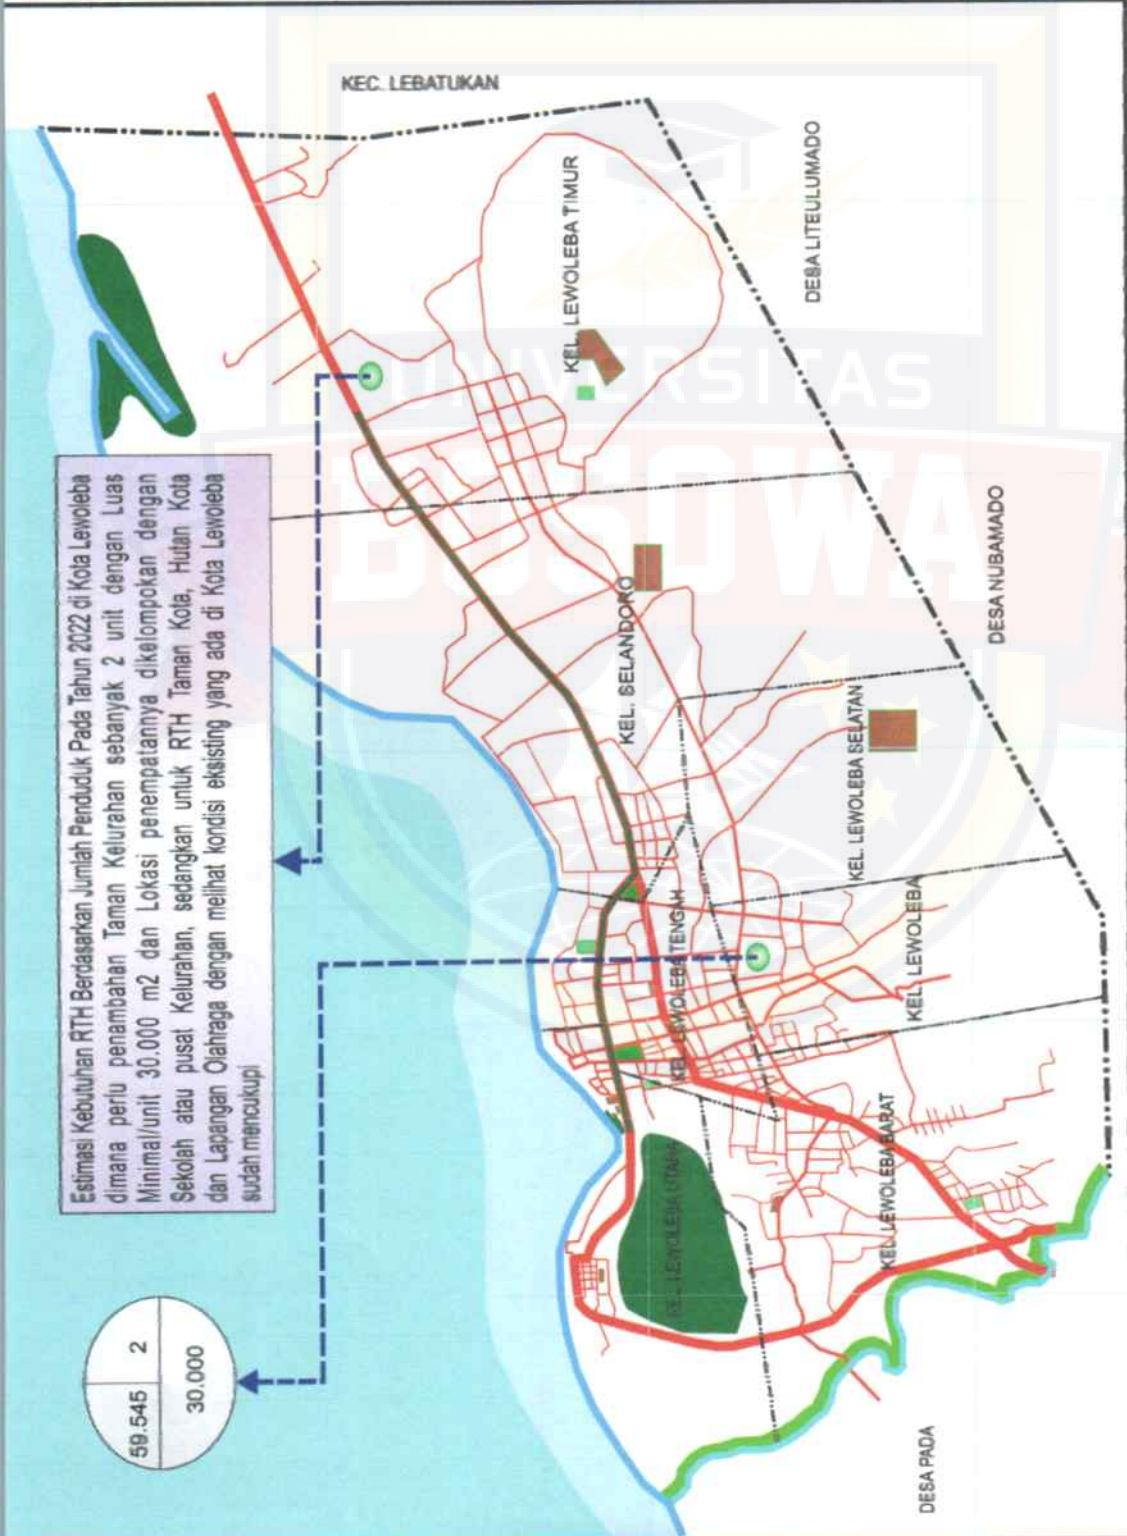 Estimasi Kebutuhan RTH Berdasarkan Jumlah Penduduk Pada Tahun 2022 di Kota Lewoleba
dimana perlu penambahan Taman Kelurahan sebanyak 2 unit dengan Luas
Minimal/unit 30.000 m2 dan Lokasi penempatannya dikelompokan dengan
Sekolah atau pusat Kelurahan, sedangkan untuk RTH Taman Kota, Hutan Kota
dan Lapangan Olahraga dengan melihat kondisi eksisting yang ada di Kota Lewoleba
sudah mencukupi
59.545
2
30.000
KEC. LEBATUKAN
KEL. LEWOLEBA TIMUR
DESA LITEULUMADO
KEL. SELANDORO
DESA NUBAMADO
KEL. LEWOLEBA SELATAN
KEL. LEWOLEBA TENGAH
KEL. LEWOLEBA
KEL. LEWOLEBA UTARA
KEL. LEWOLEBA BARAT
DESA PADA
UNIVERSITAS
BOSOWA